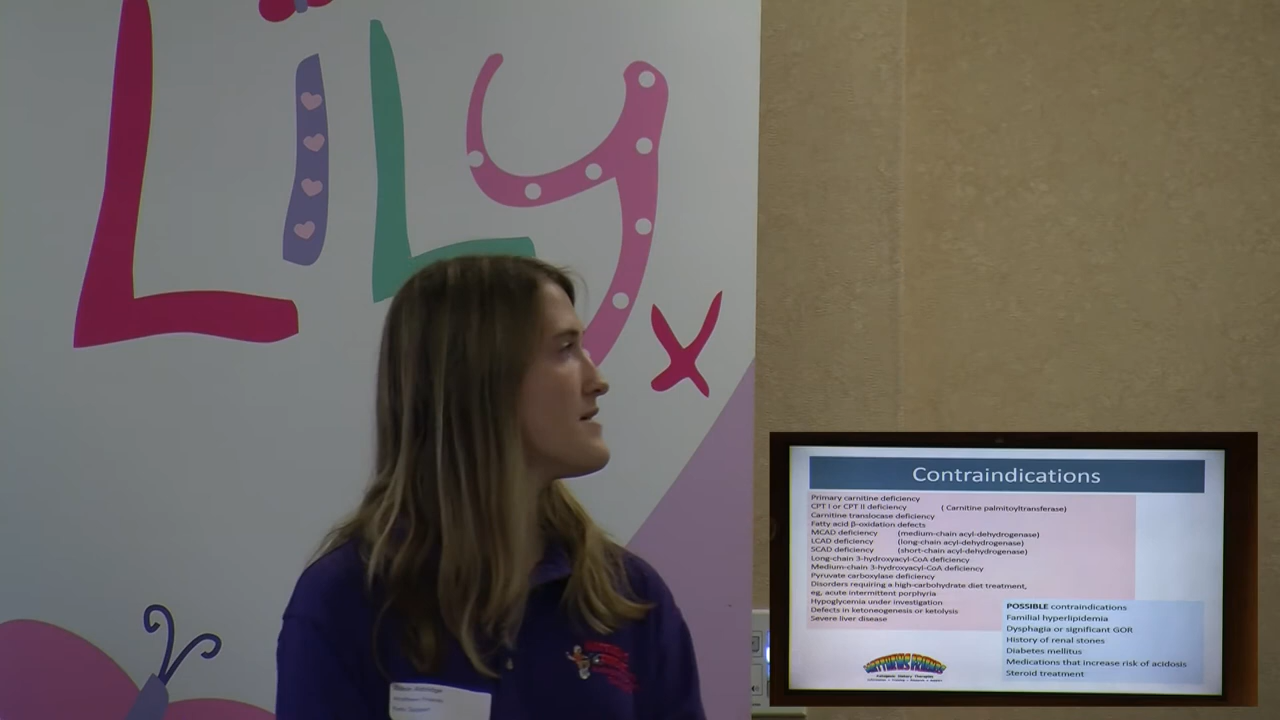 Lily
x
Contraindications
Primary carnitine deficiency
CPT I or CPT II deficiency ( Carnitine palmitoyltransferase)
Carnitine translocase deficiency
Fatty acid β-oxidation defects
MCAD deficiency (medium-chain acyl-dehydrogenase)
LCAD deficiency (long-chain acyl-dehydrogenase)
SCAD deficiency (short-chain acyl-dehydrogenase)
Long-chain 3-hydroxyacyl-CoA deficiency
Medium-chain 3-hydroxyacyl-CoA deficiency
Pyruvate carboxylase deficiency
Disorders requiring a high-carbohydrate diet treatment,
eg, acute intermittent porphyria
Hypoglycemia under investigation
Defects in ketoneogenesis or ketolysis
Severe liver disease
POSSIBLE contraindications
Familial hyperlipidemia
Dysphagia or significant GOR
History of renal stones
Diabetes mellitus
Medications that increase risk of acidosis
Steroid treatment
MATTHEWS FRIENDS
Ketogenic Dietary Therapies